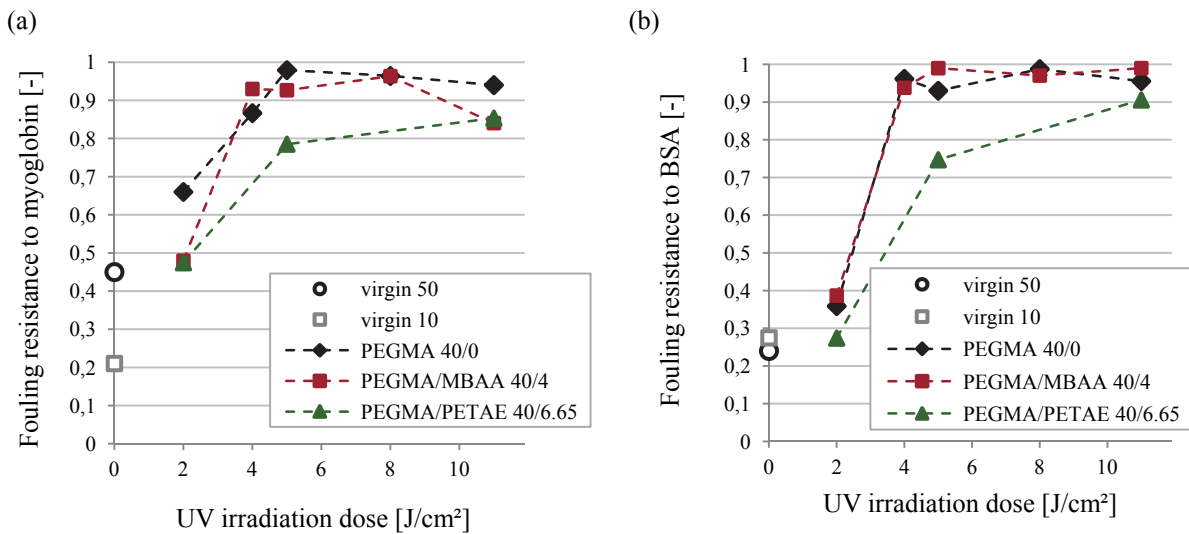 (a)
Fouling resistance to myoglobin [-]
1
0,9
0,8
0,7
0,6
0,5
0,4
0,3
0,2
0,1
0
0 2 4 6 8 10
UV irradiation dose [J/cm²]
virgin 50
virgin 10
PEGMA 40/0
PEGMA/MBAA 40/4
PEGMA/PETAE 40/6.65
(b)
Fouling resistance to BSA [-]
1
0,9
0,8
0,7
0,6
0,5
0,4
0,3
0,2
0,1
0
0 2 4 6 8 10
UV irradiation dose [J/cm²]
virgin 50
virgin 10
PEGMA 40/0
PEGMA/MBAA 40/4
PEGMA/PETAE 40/6.65